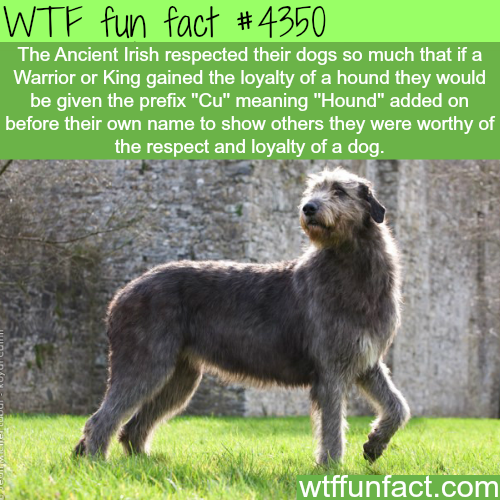 WTF fun fact #4350
The Ancient Irish respected their dogs so much that if a
Warrior or King gained the loyalty of a hound they would
be given the prefix "Cu" meaning "Hound" added on
before their own name to show others they were worthy of
the respect and loyalty of a dog.
wtffunfact.com